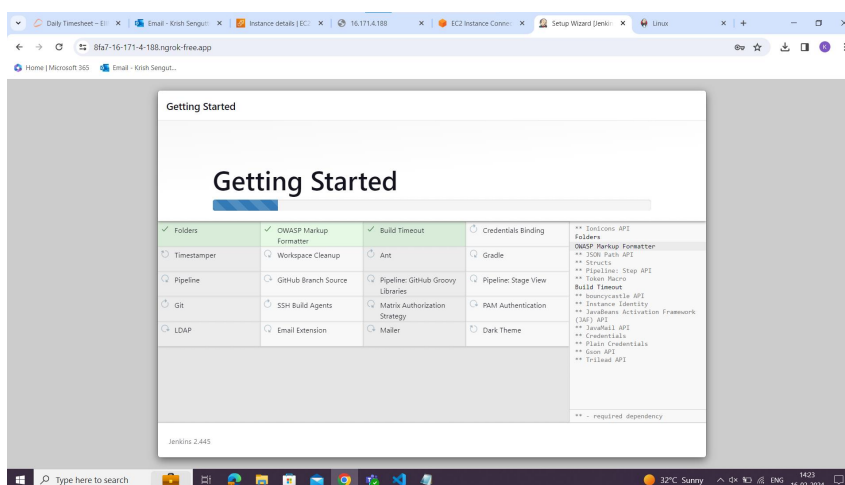 Daily Timesheet – El
Email - Krish Sengut
Instance details | EC2
16.171.4.188
EC2 Instance Connec
Setup Wizard [Jenkin
Linux
8fa7-16-171-4-188.ngrok-free.app
K
Home | Microsoft 365
Email - Krish Sengut...
Getting Started
Getting Started
Folders
OWASP Markup
Formatter
Build Timeout
Credentials Binding
Timestamper
Workspace Cleanup
Ant
Gradle
Pipeline
GitHub Branch Source
Pipeline: GitHub Groovy
Libraries
Pipeline: Stage View
Git
SSH Build Agents
Matrix Authorization
Strategy
PAM Authentication
LDAP
Email Extension
Mailer
Dark Theme
** Ionicons API
Folders
OWASP Markup Formatter
** JSON Path API
** Structs
** Pipeline: Step API
** Token Macro
Build Timeout
** bouncycastle API
** Instance Identity
** JavaBeans Activation Framework
(JAF) API
** JavaMail API
** Credentials
** Plain Credentials
** Gson API
** Trilead API
** - required dependency
Jenkins 2.445
Type here to search
32°C Sunny
ENG
14:23
16-02-2024